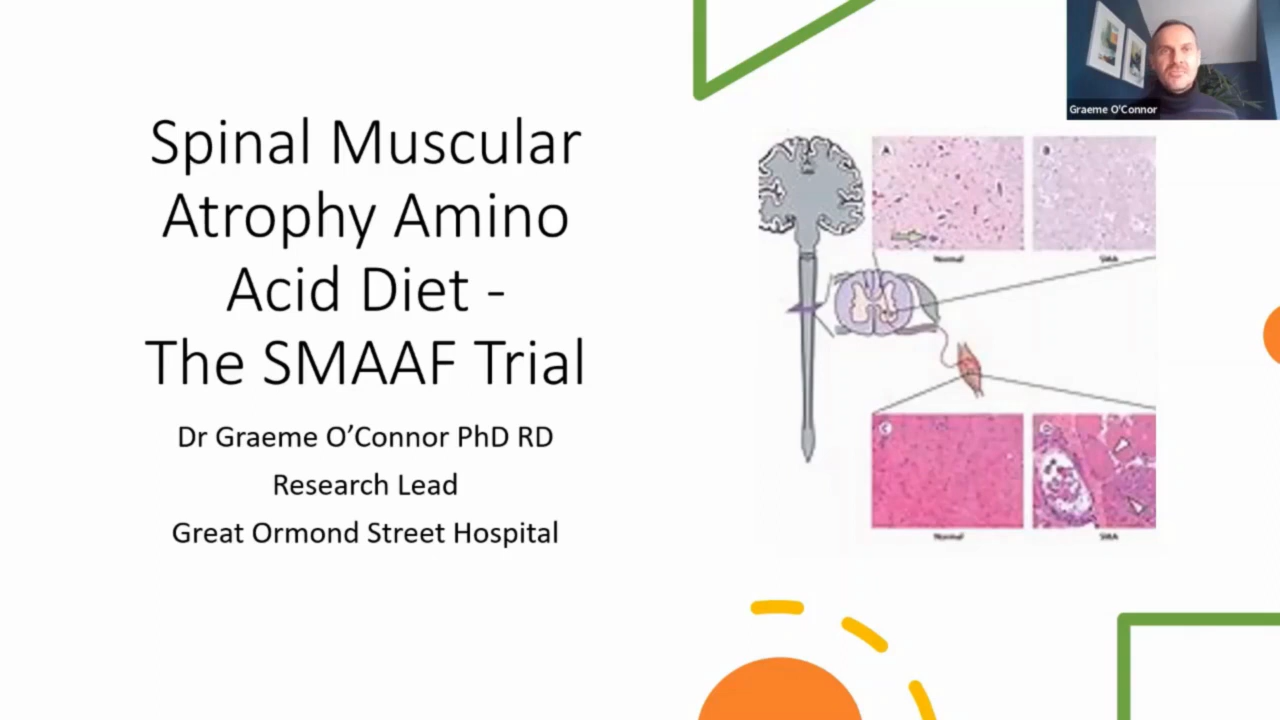 Spinal Muscular
Atrophy Amino
Acid Diet -
The SMAAF Trial
Dr Graeme O’Connor PhD RD
Research Lead
Great Ormond Street Hospital
Graeme O'Connor
A
B
Normal
SMA
C
Normal
SMA